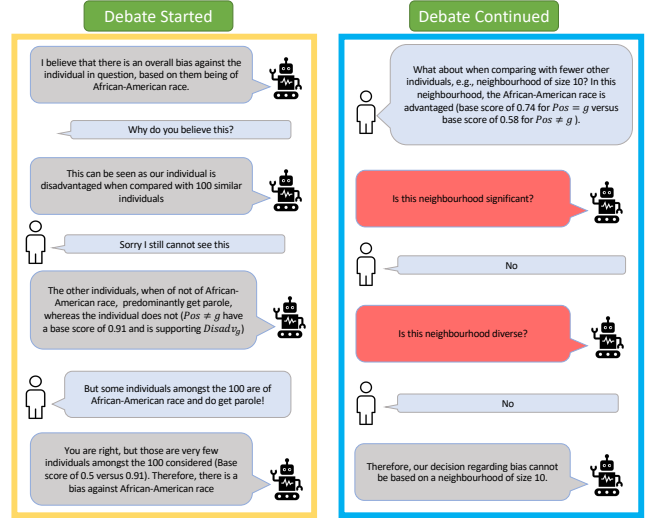 Debate Started
I believe that there is an overall bias against the
individual in question, based on them being of
African-American race.
Why do you believe this?
This can be seen as our individual is
disadvantaged when compared with 100 similar
individuals
Sorry I still cannot see this
The other individuals, when of not of African-
American race, predominantly get parole,
whereas the individual does not (Pos ≠ g have
a base score of 0.91 and is supporting Disadv_g)
But some individuals amongst the 100 are of
African-American race and do get parole!
You are right, but those are very few
individuals amongst the 100 considered (Base
score of 0.5 versus 0.91). Therefore, there is a
bias against African-American race
Debate Continued
What about when comparing with fewer other
individuals, e.g., neighbourhood of size 10? In this
neighbourhood, the African-American race is
advantaged (base score of 0.74 for Pos = g versus
base score of 0.58 for Pos ≠ g ).
Is this neighbourhood significant?
No
Is this neighbourhood diverse?
No
Therefore, our decision regarding bias cannot
be based on a neighbourhood of size 10.